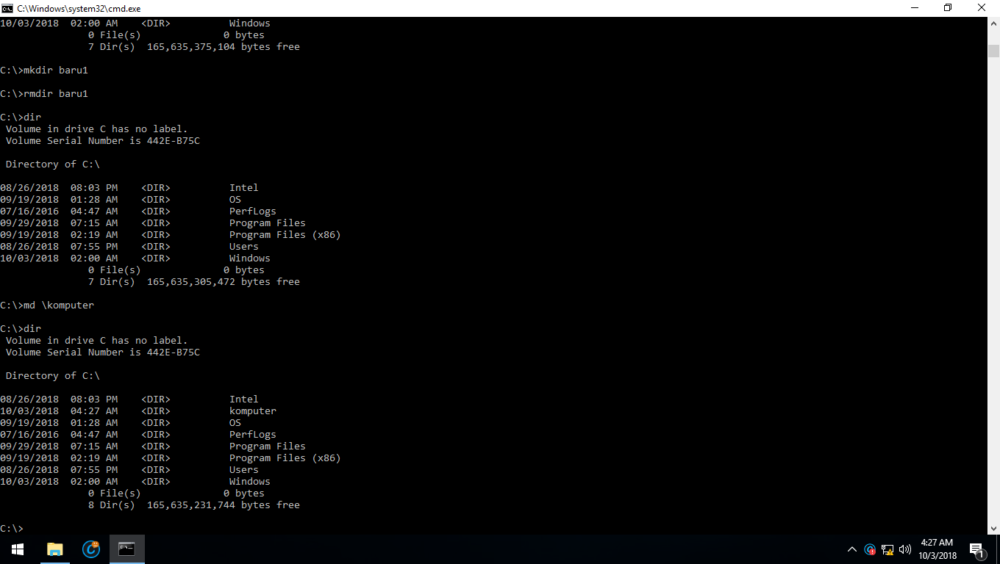 C:\Windows\system32\cmd.exe
10/03/2018  02:00 AM    <DIR>          Windows
               0 File(s)              0 bytes
               7 Dir(s)  165,635,375,104 bytes free
C:\>mkdir baru1
C:\>rmdir baru1
C:\>dir
 Volume in drive C has no label.
 Volume Serial Number is 442E-B75C
 Directory of C:\
08/26/2018  08:03 PM    <DIR>          Intel
09/19/2018  01:28 AM    <DIR>          OS
07/16/2016  04:47 AM    <DIR>          PerfLogs
09/29/2018  07:15 AM    <DIR>          Program Files
09/19/2018  02:19 AM    <DIR>          Program Files (x86)
08/26/2018  07:55 PM    <DIR>          Users
10/03/2018  02:00 AM    <DIR>          Windows
               0 File(s)              0 bytes
               7 Dir(s)  165,635,305,472 bytes free
C:\>md \komputer
C:\>dir
 Volume in drive C has no label.
 Volume Serial Number is 442E-B75C
 Directory of C:\
08/26/2018  08:03 PM    <DIR>          Intel
10/03/2018  04:27 AM    <DIR>          komputer
09/19/2018  01:28 AM    <DIR>          OS
07/16/2016  04:47 AM    <DIR>          PerfLogs
09/29/2018  07:15 AM    <DIR>          Program Files
09/19/2018  02:19 AM    <DIR>          Program Files (x86)
08/26/2018  07:55 PM    <DIR>          Users
10/03/2018  02:00 AM    <DIR>          Windows
               0 File(s)              0 bytes
               8 Dir(s)  165,635,231,744 bytes free
C:\>
4:27 AM
10/3/2018
1